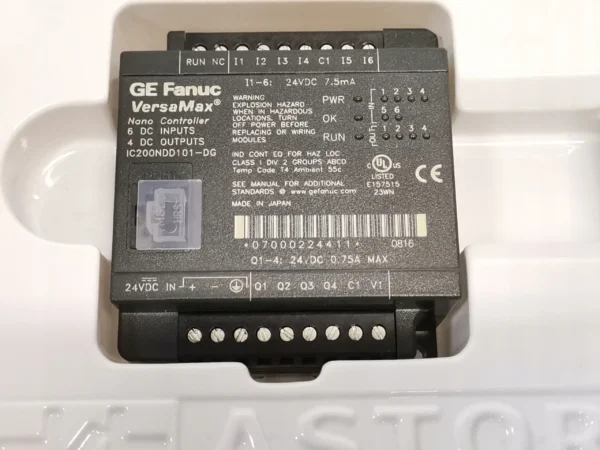 RUN NC I1 I2 I3 I4 C1 I5 I6
I1-6: 24VDC 7.5mA
GE Fanuc
VersaMax®
Nano Controller
6 DC INPUTS
4 DC OUTPUTS
IC200NDD101-DG
WARNING
EXPLOSION HAZARD
WHEN IN HAZARDOUS
LOCATIONS, TURN
OFF POWER BEFORE
REPLACING OR WIRING
MODULES
PWR
OK
RUN
1 2 3 4
5 6
1 2 3 4
IND CONT EQ FOR HAZ LOC
CLASS I DIV 2 GROUPS ABCD
Temp Code T4 Ambient 55c
SEE MANUAL FOR ADDITIONAL
STANDARDS @ www.gefanuc.com
MADE IN JAPAN
C UL US
LISTED
E157515
23WN
CE
*07000224411*
0816
Q1-4: 24VDC 0.75A MAX
24VDC IN + - Q1 Q2 Q3 Q4 C1 V1
ASTOR